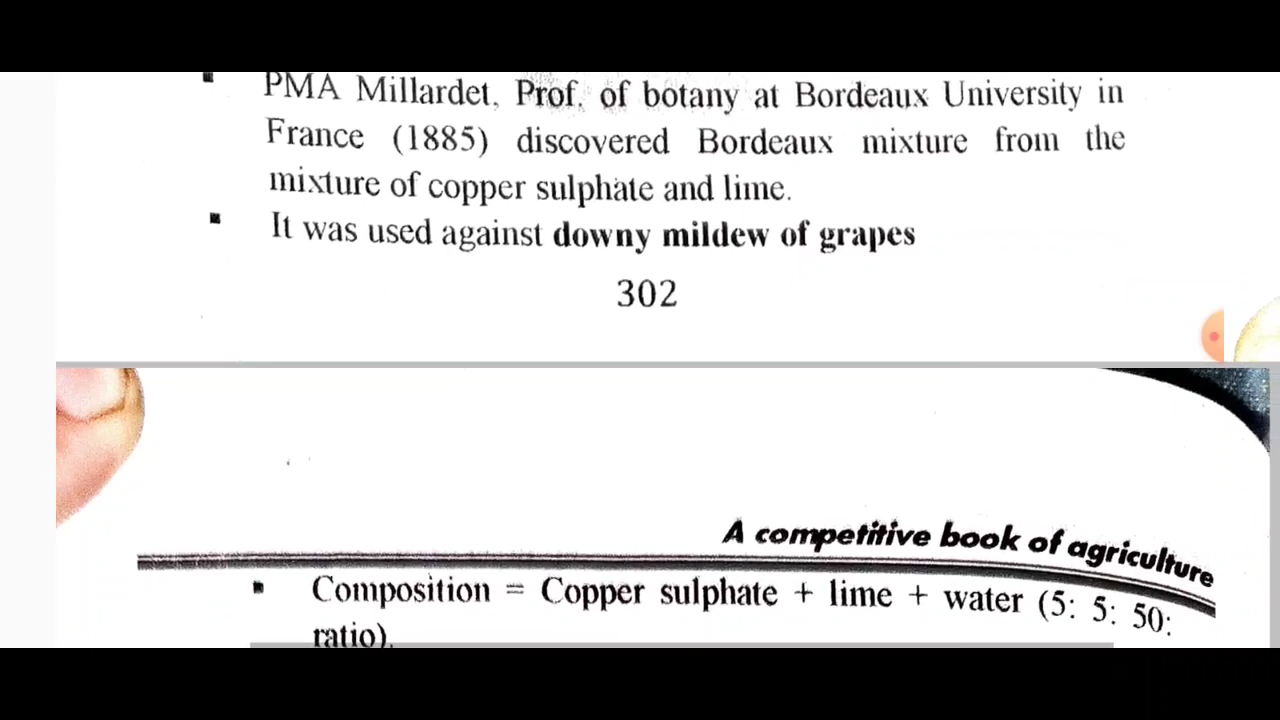 ▪ PMA Millardet, Prof. of botany at Bordeaux University in
France (1885) discovered Bordeaux mixture from the
mixture of copper sulphate and lime.
▪ It was used against downy mildew of grapes
302
A competitive book of agriculture
▪ Composition = Copper sulphate + lime + water (5: 5: 50:
ratio).